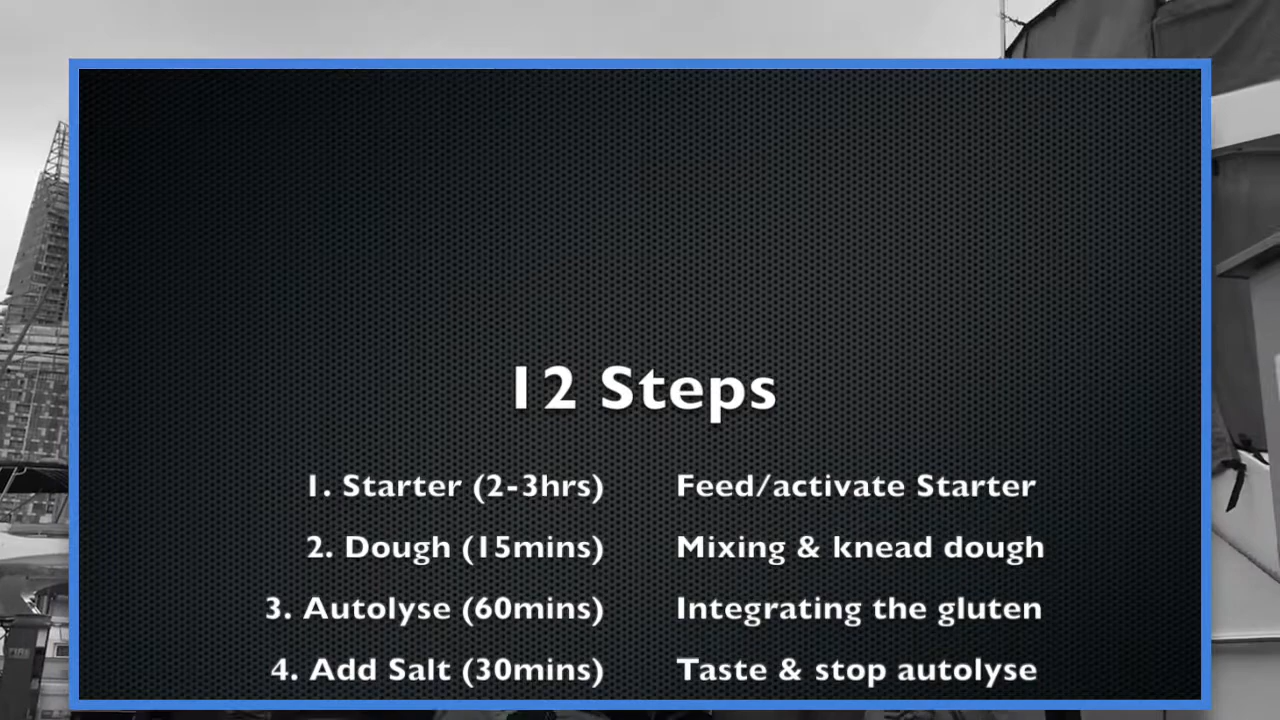 12 Steps
1. Starter (2-3hrs) Feed/activate Starter
2. Dough (15mins) Mixing & knead dough
3. Autolyse (60mins) Integrating the gluten
4. Add Salt (30mins) Taste & stop autolyse